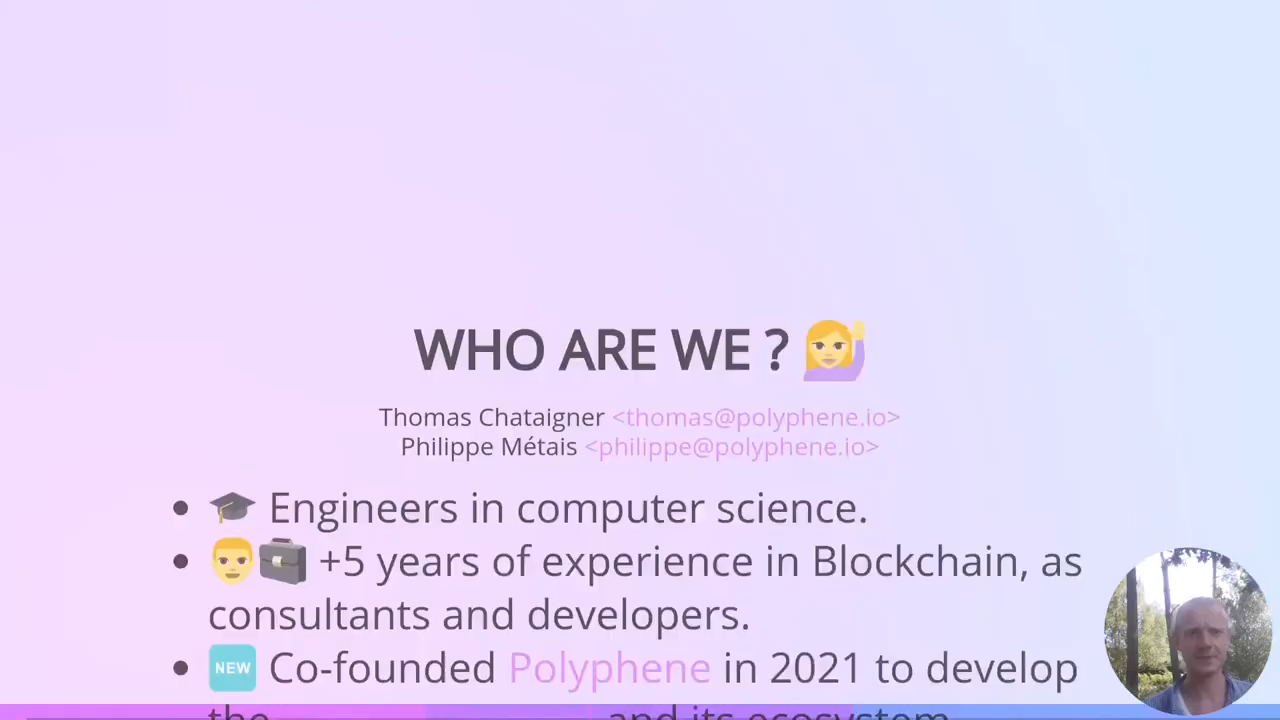 WHO ARE WE ?
Thomas Chataigner <thomas@polyphene.io>
Philippe Métais <philippe@polyphene.io>
Engineers in computer science.
+5 years of experience in Blockchain, as
consultants and developers.
NEW Co-founded Polyphene in 2021 to develop
the and its ecosystem